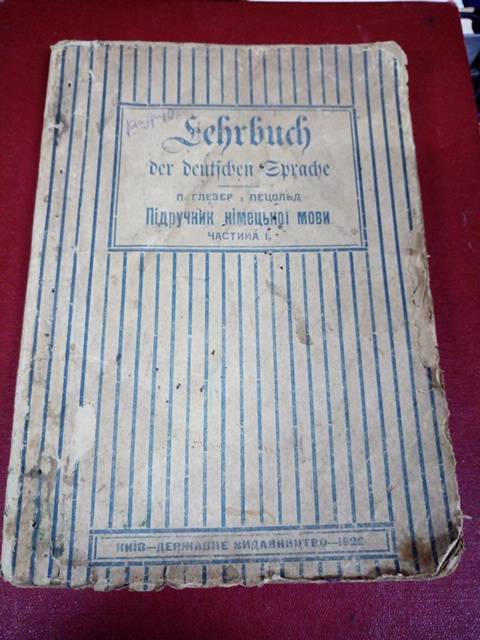 Lehrbuch
der deutschen Sprache
П. ГЛЕЗЕР і ПЕЦОЛЬД
Підручник німецької мови
ЧАСТИНА І.
КИЇВ—ДЕРЖАВНЕ ВИДАВНИЦТВО—1922